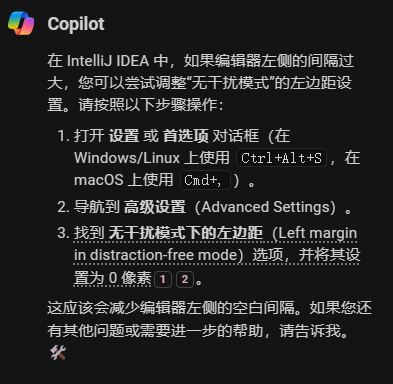 Copilot
在 IntelliJ IDEA 中，如果编辑器左侧的间隔过
大，您可以尝试调整“无干扰模式”的左边距设
置。请按照以下步骤操作：
1. 打开 设置 或 首选项 对话框（在
Windows/Linux 上使用 Ctrl+Alt+S，在
macOS 上使用 Cmd+,）。
2. 导航到 高级设置（Advanced Settings）。
3. 找到 无干扰模式下的左边距（Left margin
in distraction-free mode）选项，并将其设
置为 0 像素 1 2 。
这应该会减少编辑器左侧的空白间隔。如果您还
有其他问题或需要进一步的帮助，请告诉我。